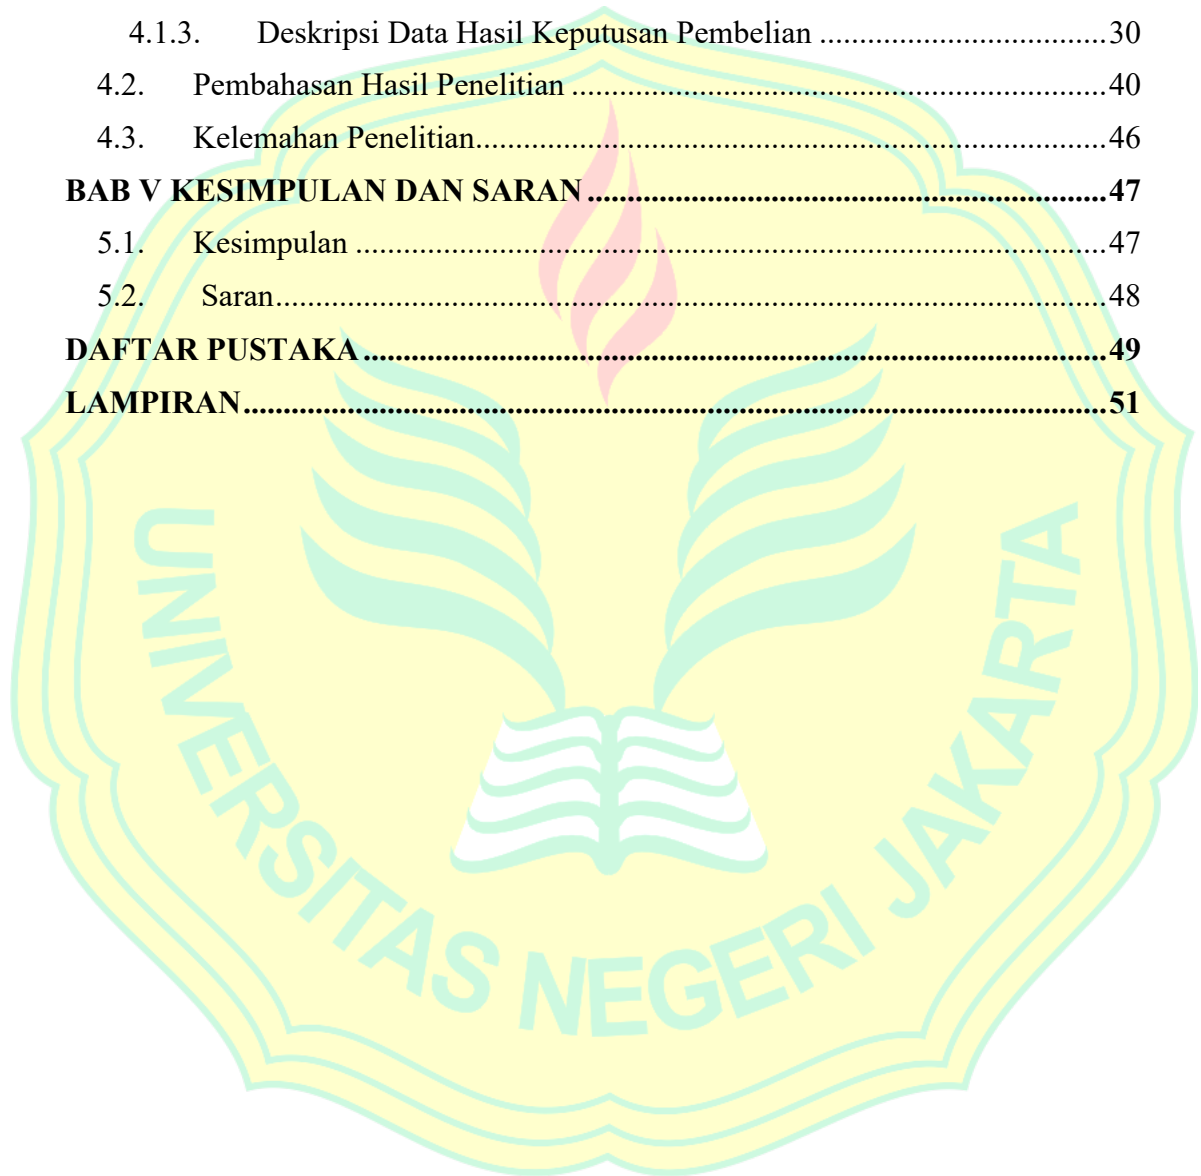 4.1.3. Deskripsi Data Hasil Keputusan Pembelian ....................................30
4.2. Pembahasan Hasil Penelitian ...................................................................40
4.3. Kelemahan Penelitian...............................................................................46
BAB V KESIMPULAN DAN SARAN .................................................................47
5.1. Kesimpulan ..............................................................................................47
5.2. Saran.........................................................................................................48
DAFTAR PUSTAKA .............................................................................................49
LAMPIRAN............................................................................................................51
UNIVERSITAS NEGERI JAKARTA